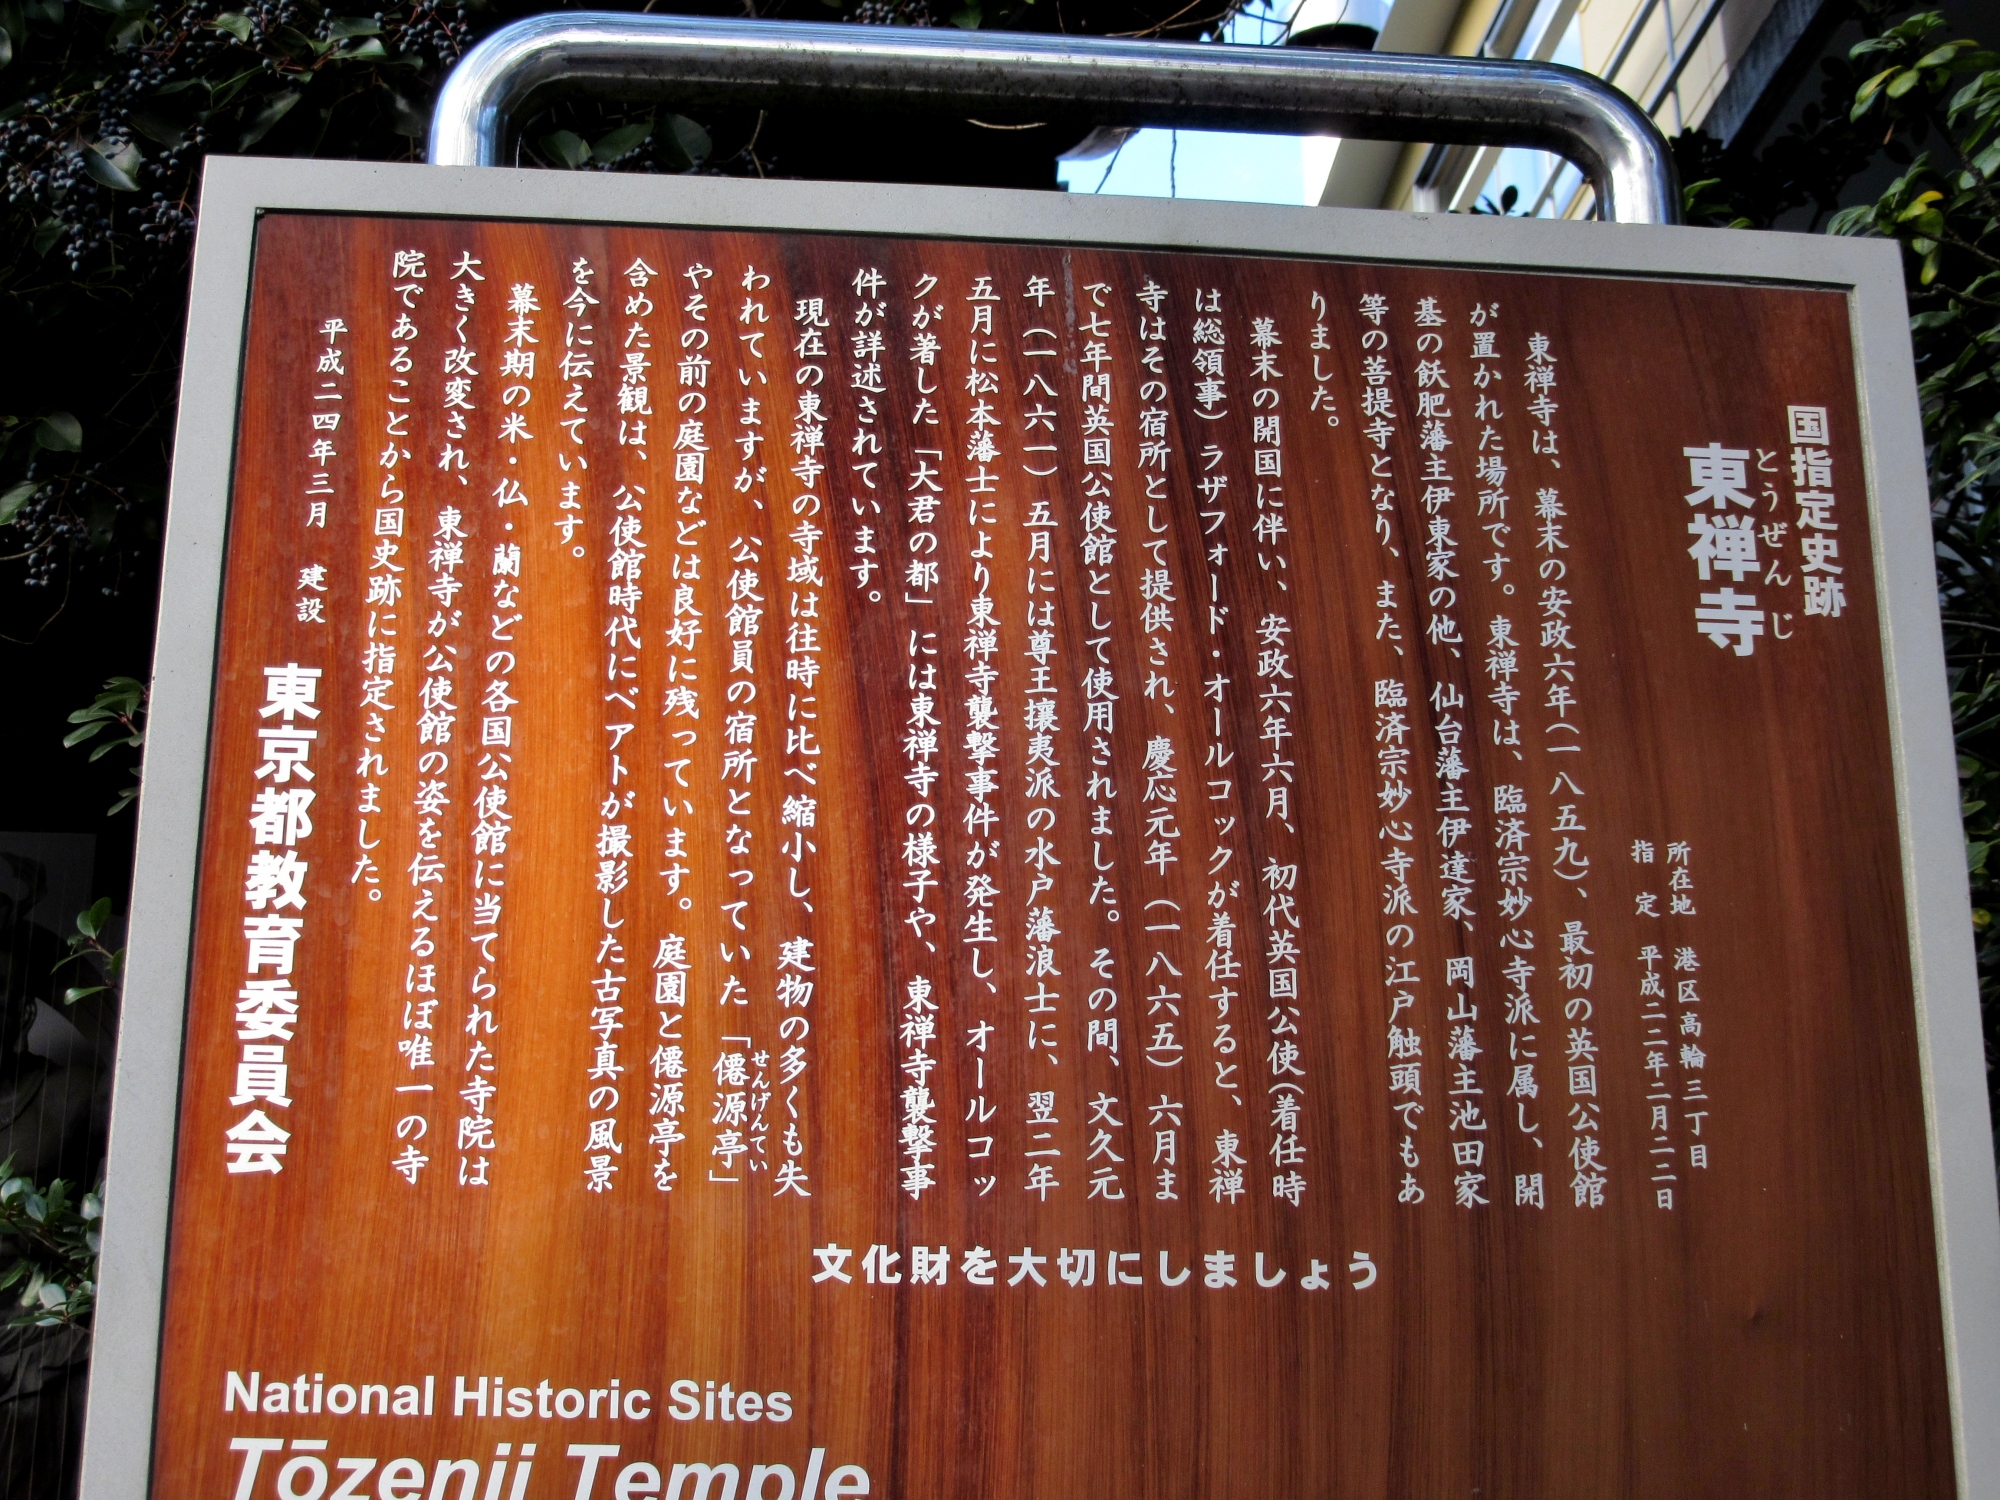 国指定史跡
とうぜんじ
東禅寺
所在地　港区高輪三丁目
指　定　平成二二年二月二二日
東禅寺は、幕末の安政六年（一八五九）、最初の英国公使館
が置かれた場所です。東禅寺は、臨済宗妙心寺派に属し、開
基の飫肥藩主伊東家の他、仙台藩主伊達家、岡山藩主池田家
等の菩提寺となり、また、臨済宗妙心寺派の江戸触頭でもあ
りました。
幕末の開国に伴い、安政六年六月、初代英国公使（着任時
は総領事）ラザフォード・オールコックが着任すると、東禅
寺はその宿所として提供され、慶応元年（一八六五）六月ま
で七年間英国公使館として使用されました。その間、文久元
年（一八六一）五月には尊王攘夷派の水戸藩浪士に、翌二年
五月に松本藩士により東禅寺襲撃事件が発生し、オールコッ
クが著した「大君の都」には東禅寺の様子や、東禅寺襲撃事
件が詳述されています。
現在の東禅寺の寺域は往時に比べ縮小し、建物の多くも失
われていますが、公使館員の宿所となっていた「僊源亭」
せんげんてい
やその前の庭園などは良好に残っています。庭園と僊源亭を
含めた景観は、公使館時代にベアトが撮影した古写真の風景
を今に伝えています。
幕末期の米・仏・蘭などの各国公使館に当てられた寺院は
大きく改変され、東禅寺が公使館の姿を伝えるほぼ唯一の寺
院であることから国史跡に指定されました。
平成二四年三月　建設
東京都教育委員会
文化財を大切にしましょう
National Historic Sites
Tōzenji Temple